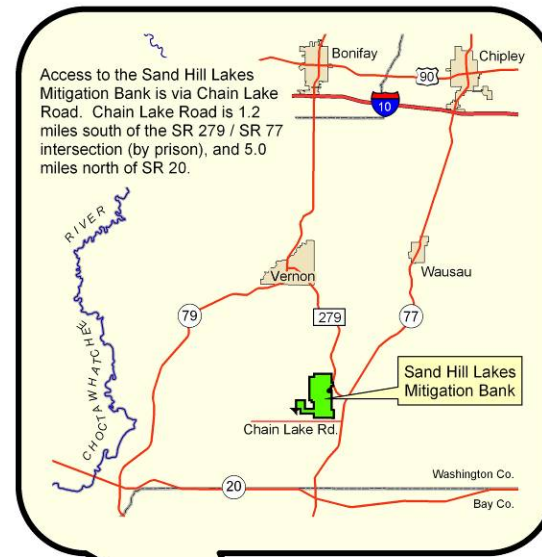 Bonifay
Chipley
90
Access to the Sand Hill Lakes
Mitigation Bank is via Chain Lake
Road. Chain Lake Road is 1.2
miles south of the SR 279 / SR 77
intersection (by prison), and 5.0
miles north of SR 20.
10
RIVER
CHOCTAWHATCHEE
Vernon
Wausau
79
279
77
Sand Hill Lakes
Mitigation Bank
Chain Lake Rd.
Washington Co.
20
Bay Co.